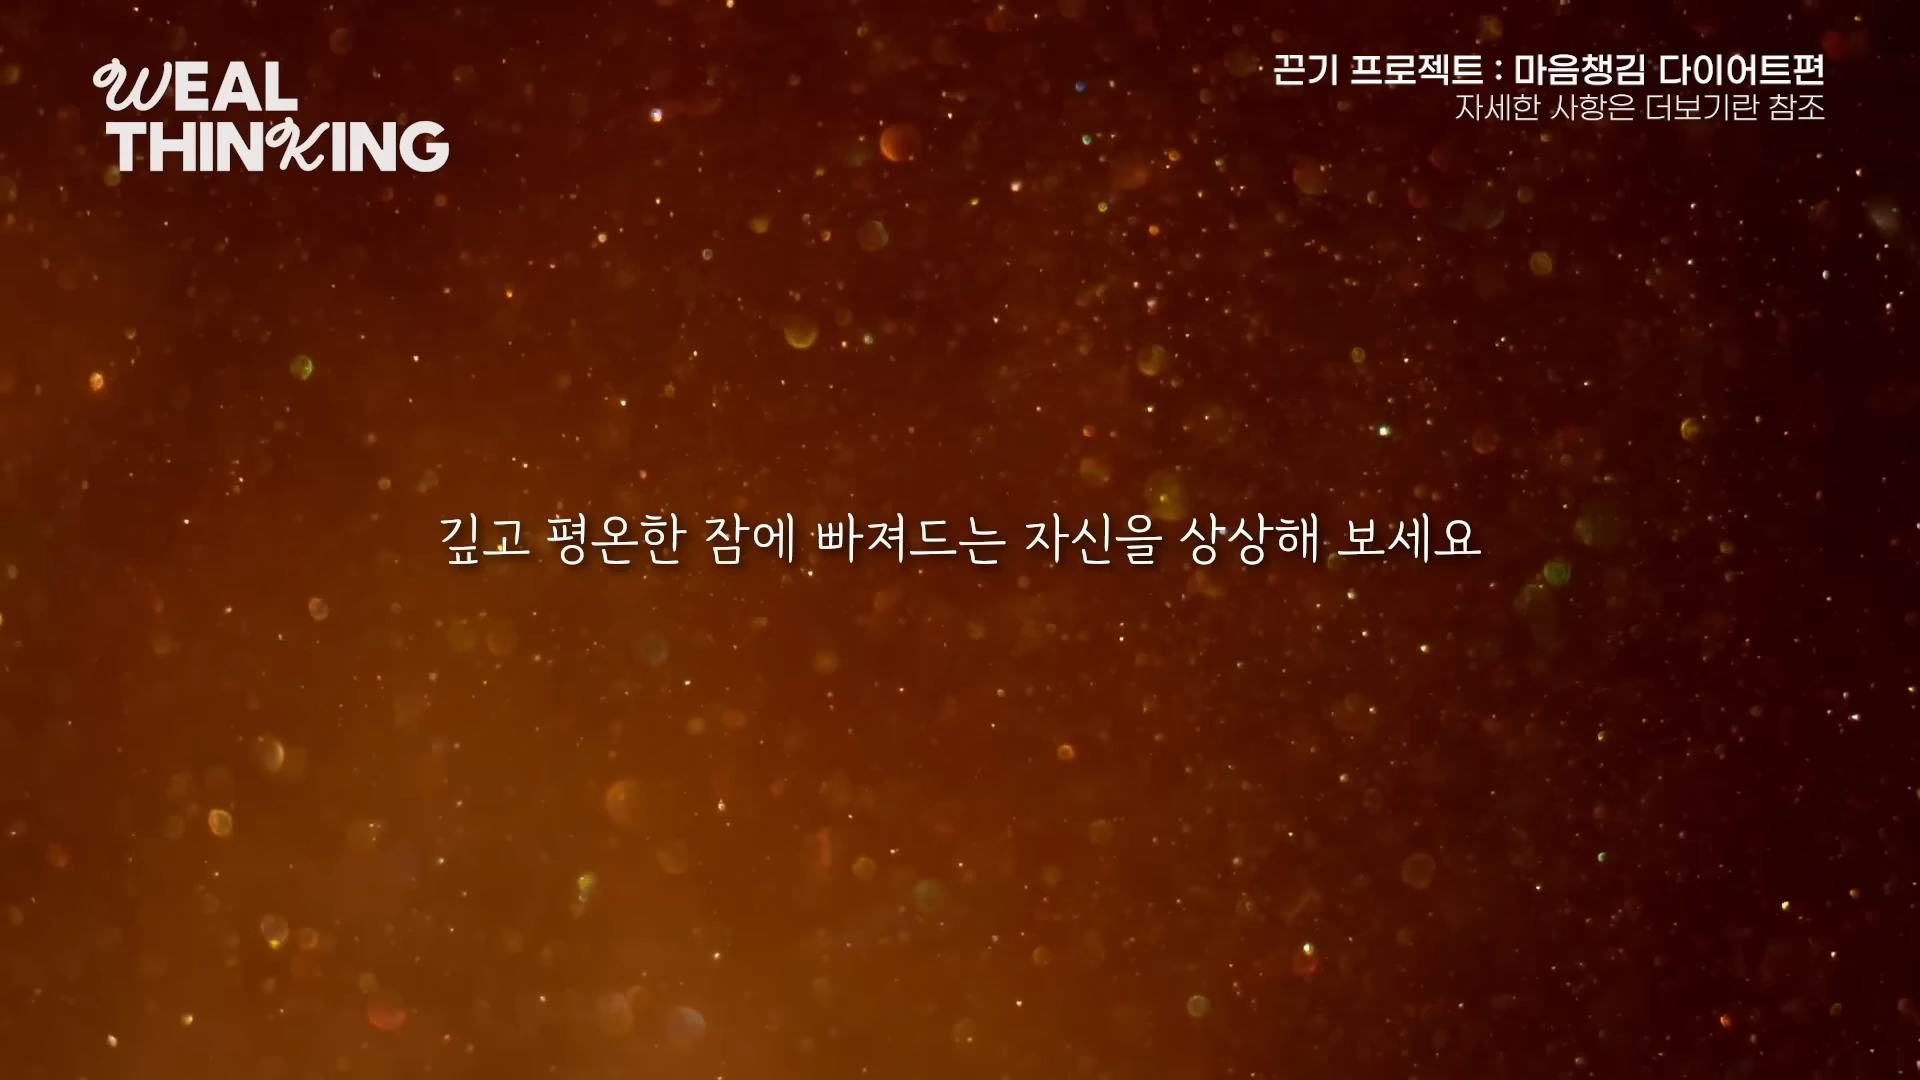 WEAL
THINKING
끈기 프로젝트 : 마음챙김 다이어트편
자세한 사항은 더보기란 참조
깊고 평온한 잠에 빠져드는 자신을 상상해 보세요